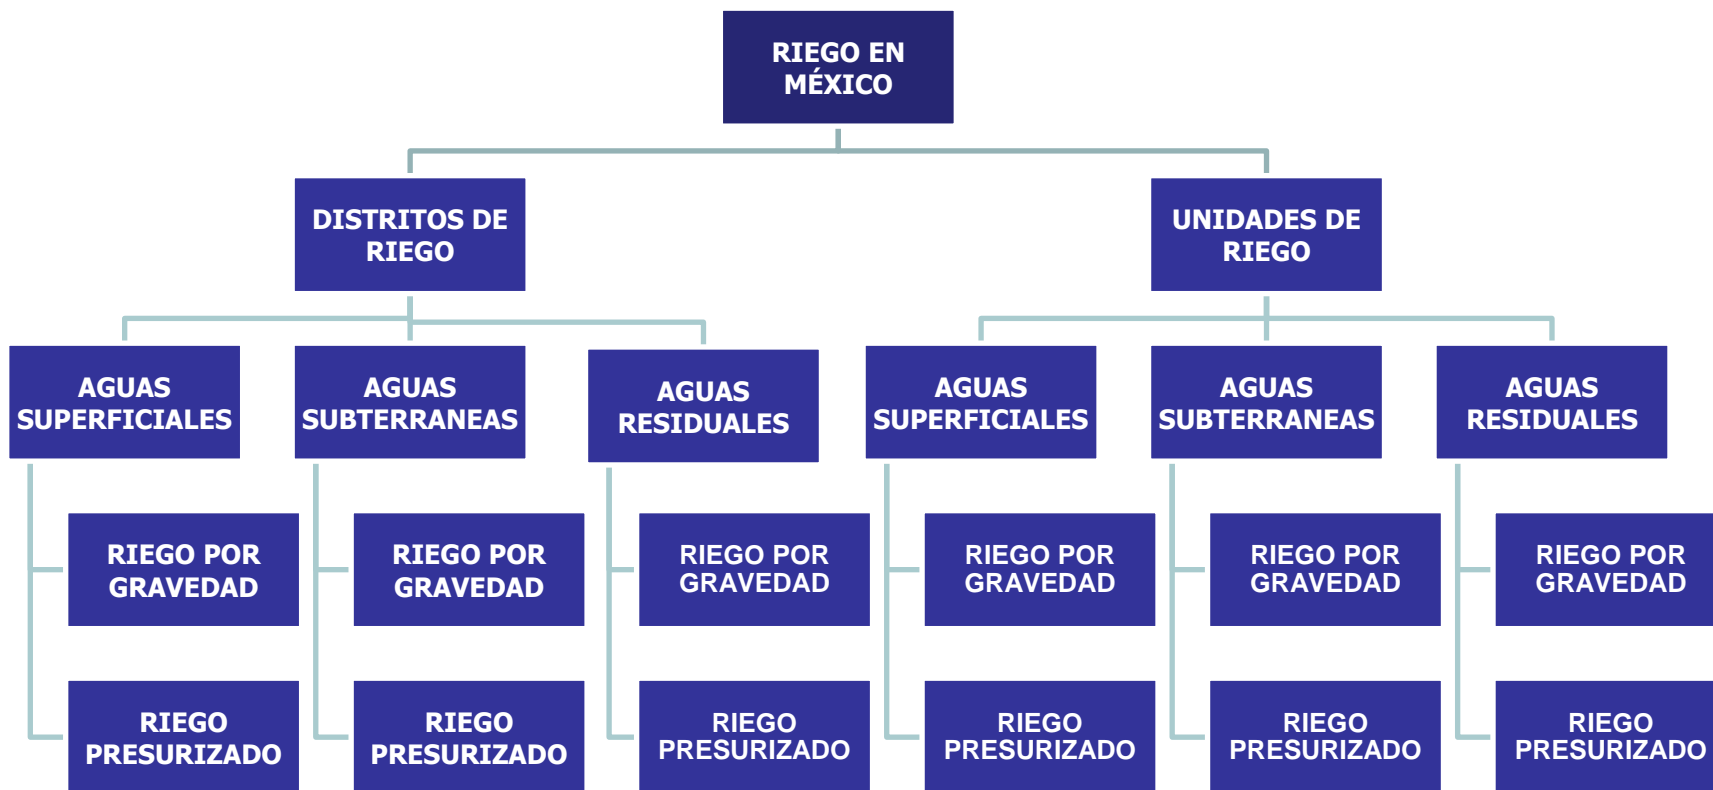 RIEGO EN
MÉXICO
DISTRITOS DE
RIEGO
UNIDADES DE
RIEGO
AGUAS
SUPERFICIALES
AGUAS
SUBTERRANEAS
AGUAS
RESIDUALES
AGUAS
SUPERFICIALES
AGUAS
SUBTERRANEAS
AGUAS
RESIDUALES
RIEGO POR
GRAVEDAD
RIEGO POR
GRAVEDAD
RIEGO POR
GRAVEDAD
RIEGO POR
GRAVEDAD
RIEGO POR
GRAVEDAD
RIEGO POR
GRAVEDAD
RIEGO
PRESURIZADO
RIEGO
PRESURIZADO
RIEGO
PRESURIZADO
RIEGO
PRESURIZADO
RIEGO
PRESURIZADO
RIEGO
PRESURIZADO